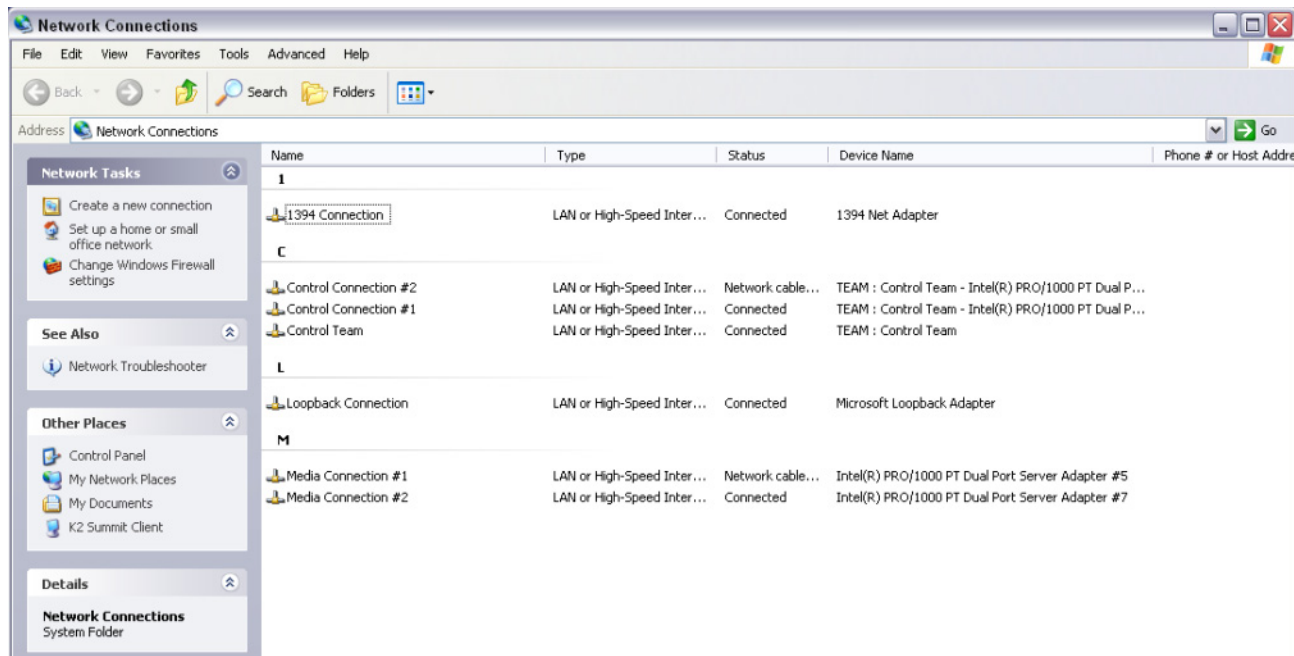 Network Connections
File Edit View Favorites Tools Advanced Help
Back Search Folders
Address Network Connections Go
Name Type Status Device Name Phone # or Host Addre
Network Tasks
Create a new connection
Set up a home or small
office network
Change Windows Firewall
settings
See Also
Network Troubleshooter
Other Places
Control Panel
My Network Places
My Documents
K2 Summit Client
Details
Network Connections
System Folder
1
1394 Connection LAN or High-Speed Inter... Connected 1394 Net Adapter
C
Control Connection #2 LAN or High-Speed Inter... Network cable... TEAM : Control Team - Intel(R) PRO/1000 PT Dual P...
Control Connection #1 LAN or High-Speed Inter... Connected TEAM : Control Team - Intel(R) PRO/1000 PT Dual P...
Control Team LAN or High-Speed Inter... Connected TEAM : Control Team
L
Loopback Connection LAN or High-Speed Inter... Connected Microsoft Loopback Adapter
M
Media Connection #1 LAN or High-Speed Inter... Network cable... Intel(R) PRO/1000 PT Dual Port Server Adapter #5
Media Connection #2 LAN or High-Speed Inter... Connected Intel(R) PRO/1000 PT Dual Port Server Adapter #7